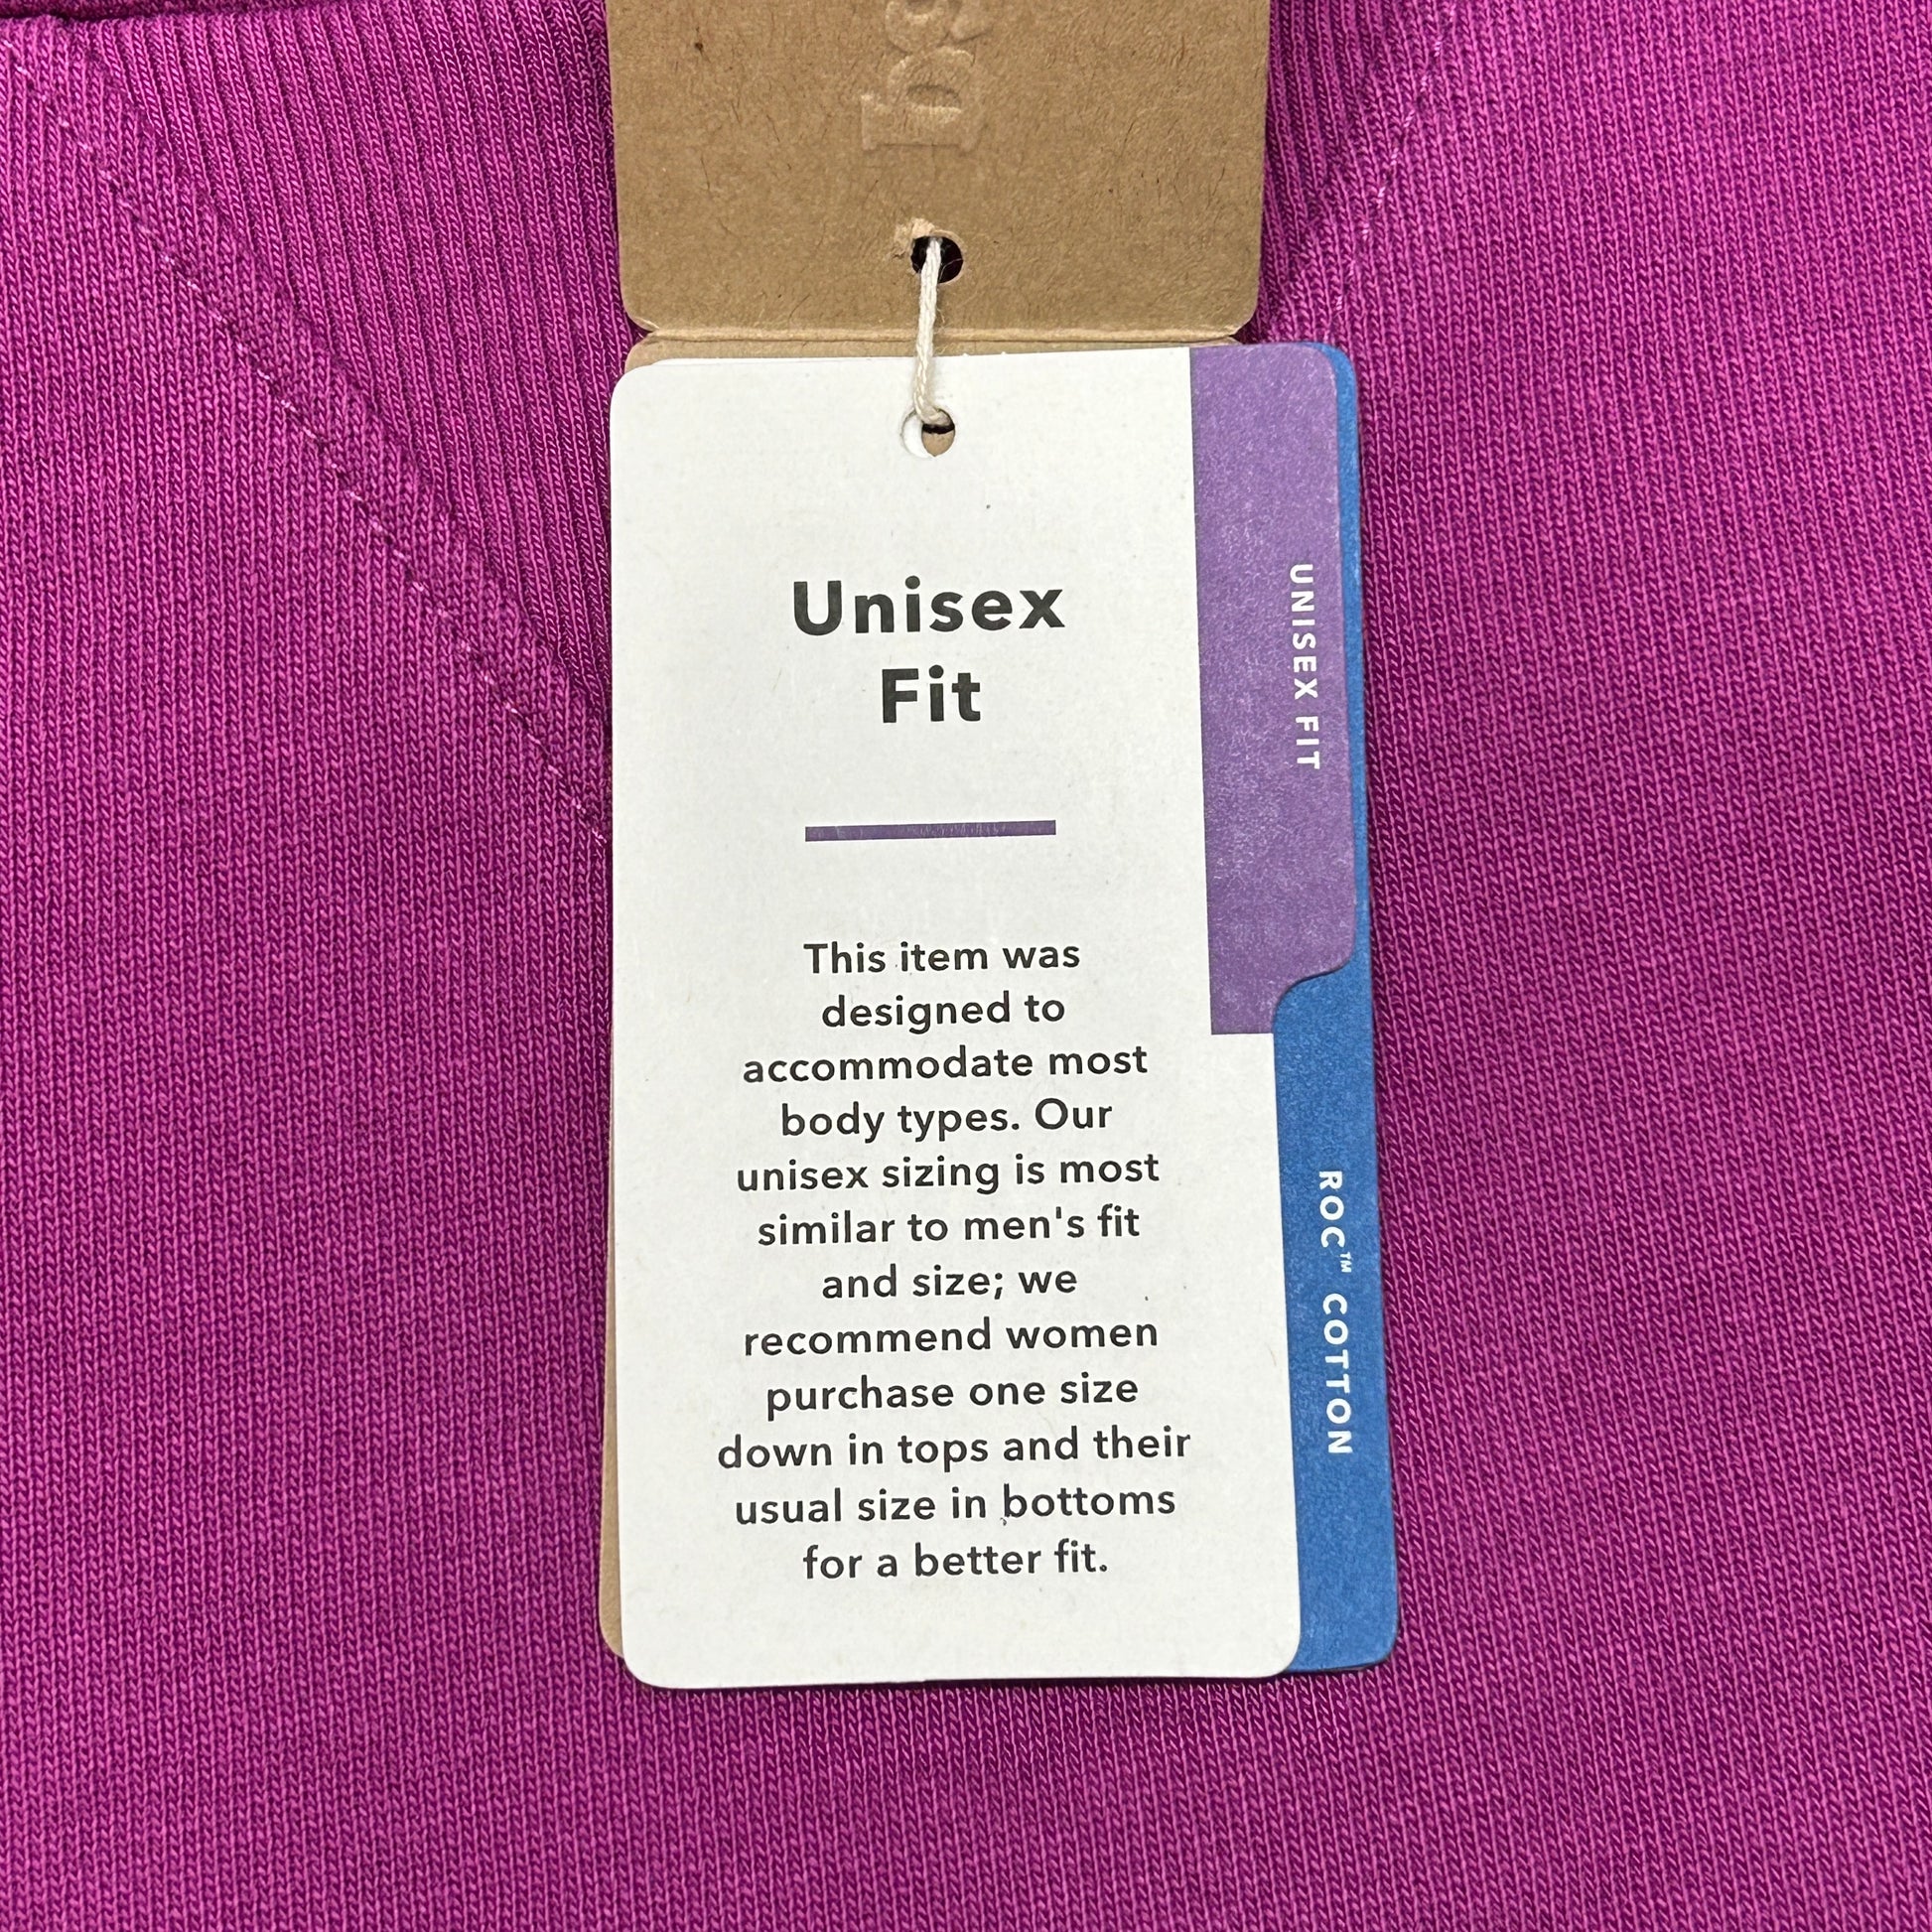 Unisex
Fit
This item was
designed to
accommodate most
body types. Our
unisex sizing is most
similar to men's fit
and size; we
recommend women
purchase one size
down in tops and their
usual size in bottoms
for a better fit.
UNISEX FIT
ROC™ COTTON